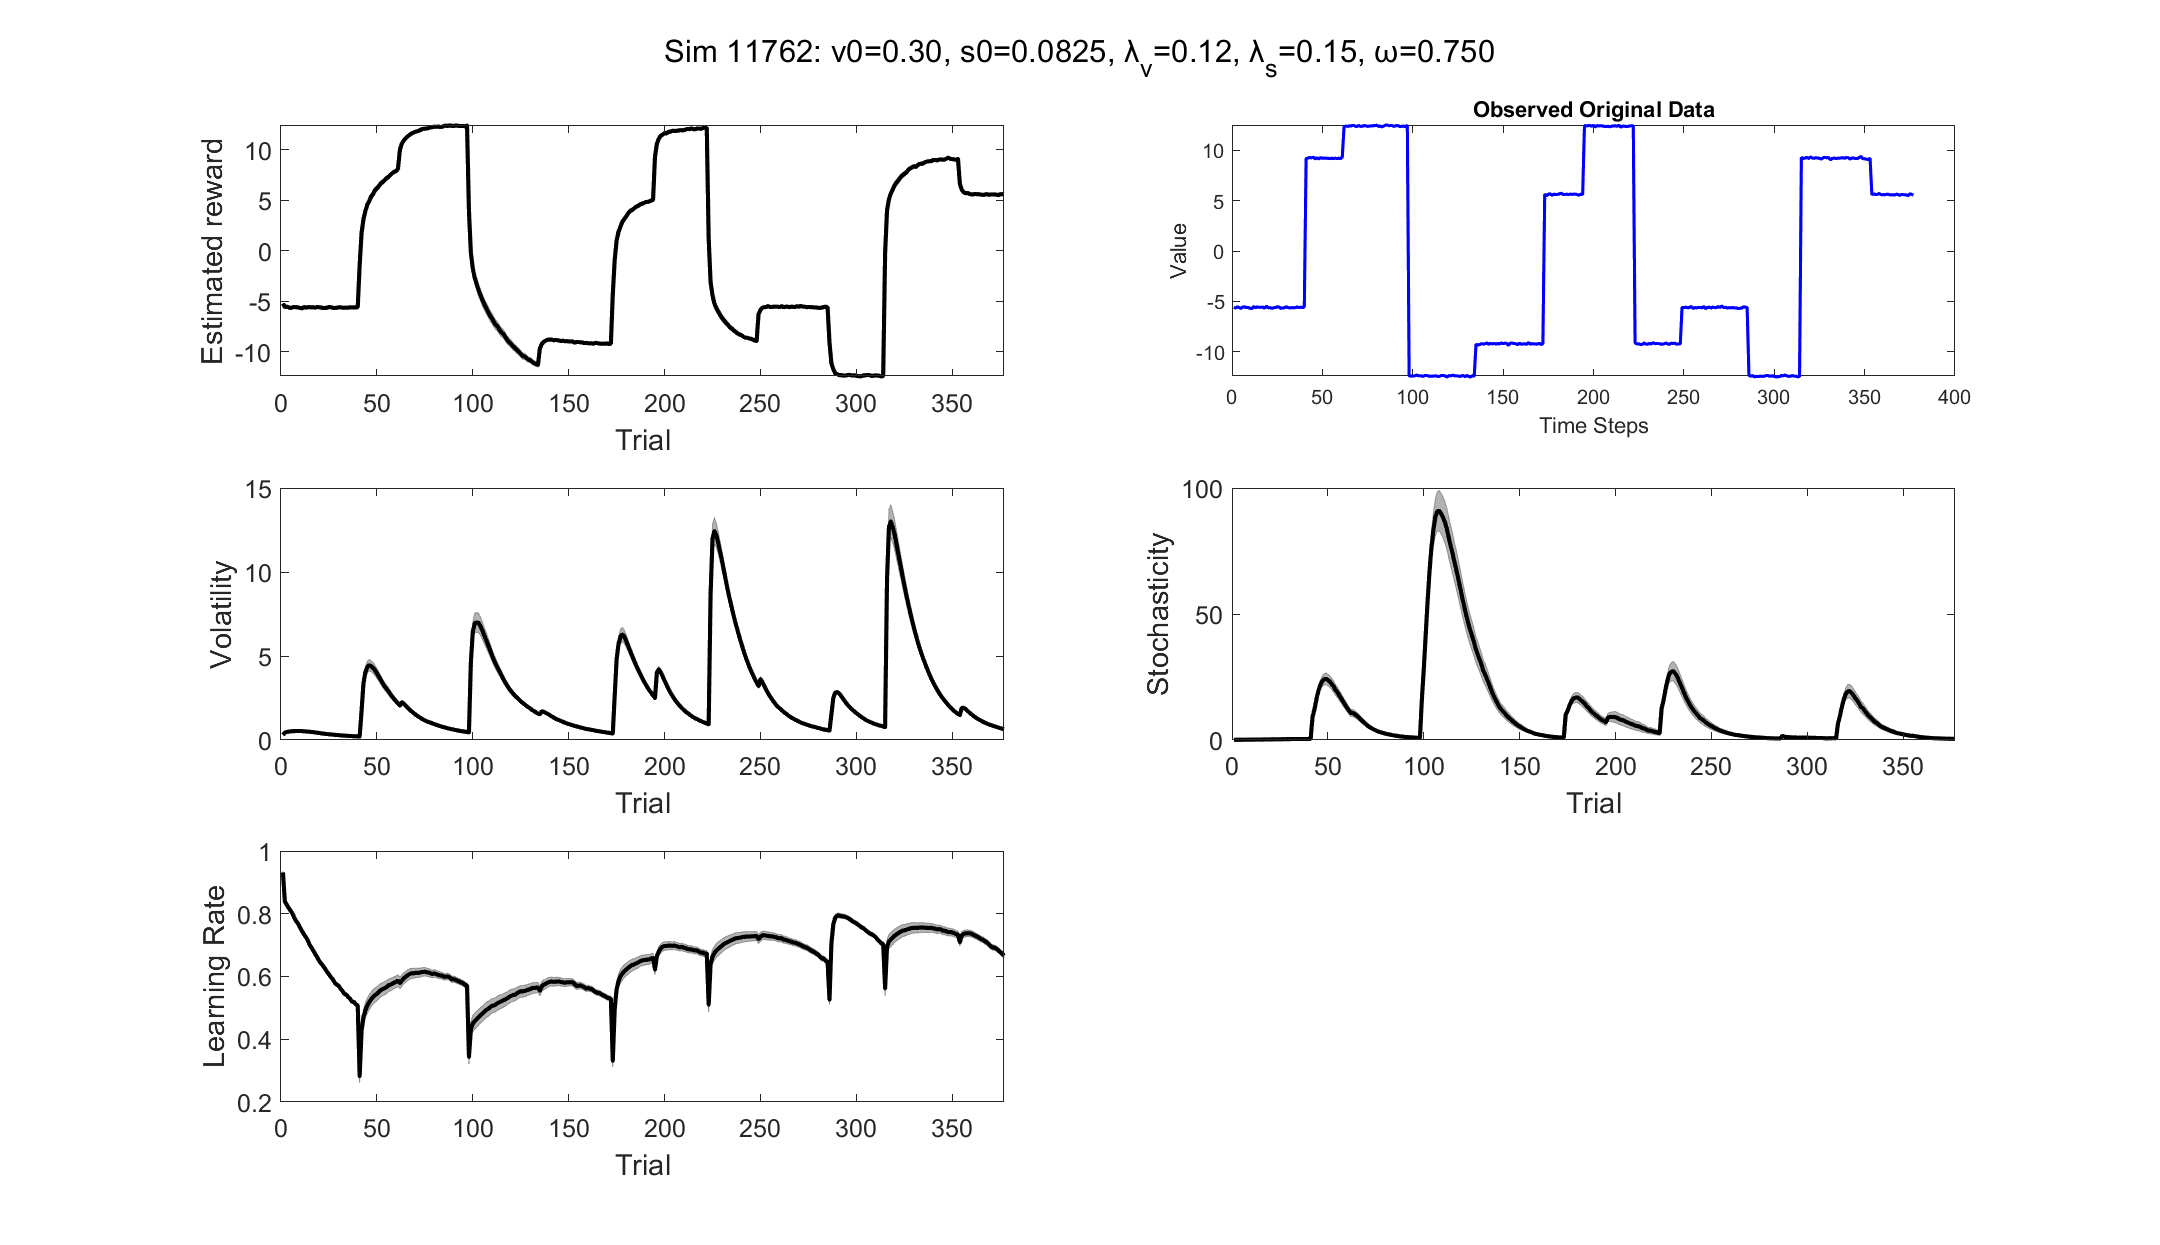 Sim 11762: v0=0.30, s0=0.0825, λ_v=0.12, λ_s=0.15, ω=0.750
Estimated reward
10
5
0
-5
-10
0 50 100 150 200 250 300 350
Trial
Observed Original Data
Value
10
5
0
-5
-10
0 50 100 150 200 250 300 350 400
Time Steps
Volatility
15
10
5
0
0 50 100 150 200 250 300 350
Trial
Stochasticity
100
50
0
0 50 100 150 200 250 300 350
Trial
Learning Rate
1
0.8
0.6
0.4
0.2
0 50 100 150 200 250 300 350
Trial